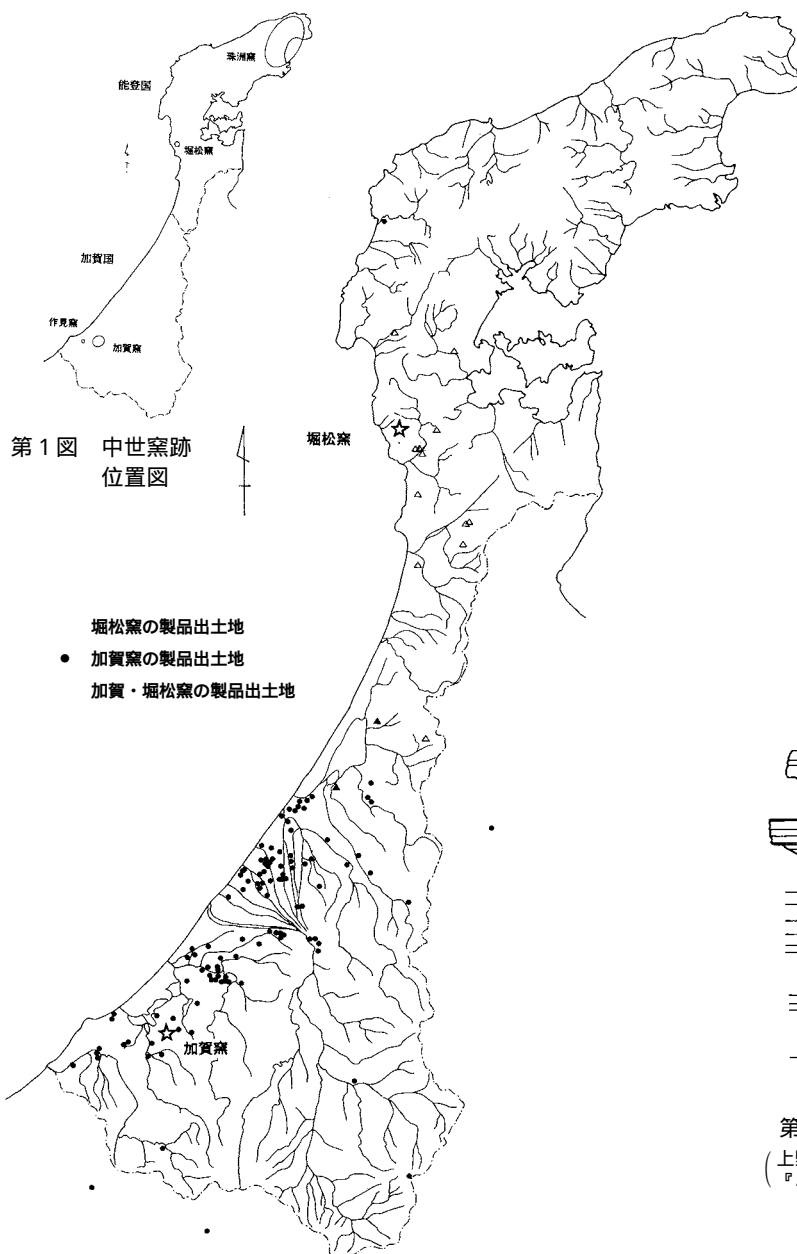 珠洲窯
能登国
堀松窯
加賀国
作見窯
加賀窯
第1図 中世窯跡
位置図
堀松窯
堀松窯の製品出土地
● 加賀窯の製品出土地
加賀・堀松窯の製品出土地
加賀窯
第